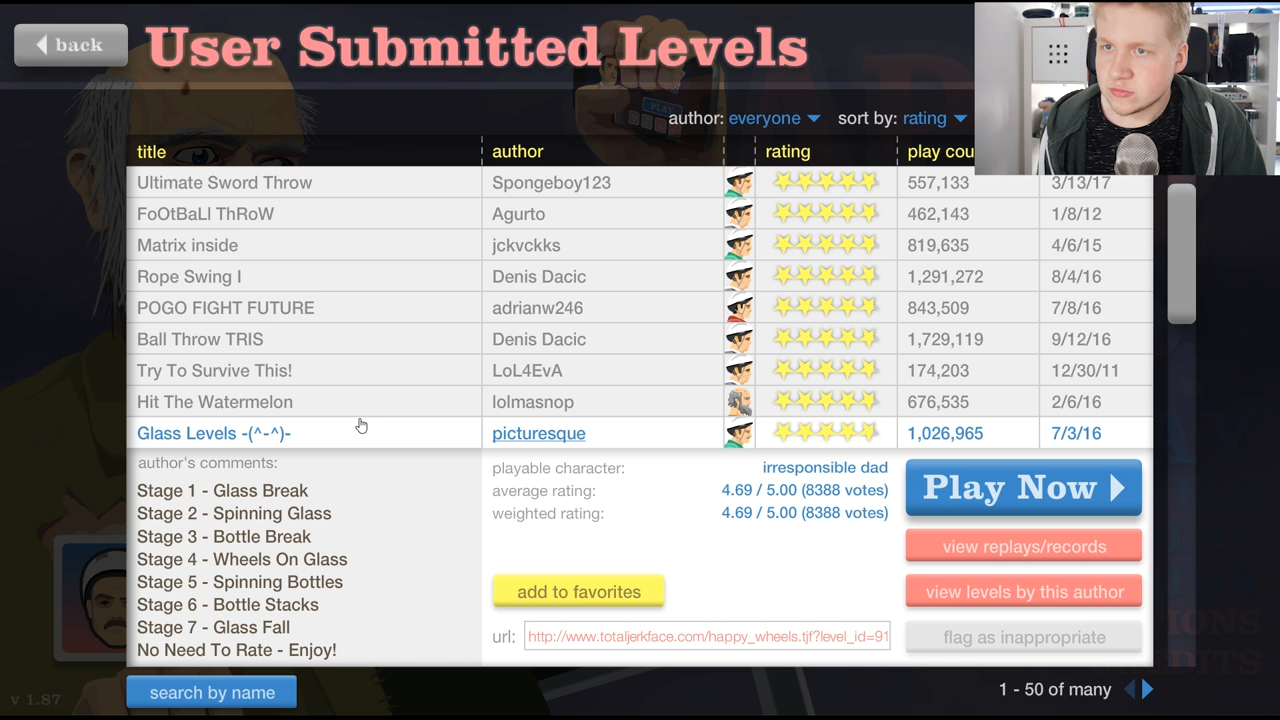 back
User Submitted Levels
author: everyone sort by: rating
title author rating play cou
Ultimate Sword Throw Spongeboy123 557,133 3/13/17
FoOtBaLl ThRoW Agurto 462,143 1/8/12
Matrix inside jckvckks 819,635 4/6/15
Rope Swing I Denis Dacic 1,291,272 8/4/16
POGO FIGHT FUTURE adrianw246 843,509 7/8/16
Ball Throw TRIS Denis Dacic 1,729,119 9/12/16
Try To Survive This! LoL4EvA 174,203 12/30/11
Hit The Watermelon lolmasnop 676,535 2/6/16
Glass Levels -(^-^)- picturesque 1,026,965 7/3/16
author's comments:
Stage 1 - Glass Break
Stage 2 - Spinning Glass
Stage 3 - Bottle Break
Stage 4 - Wheels On Glass
Stage 5 - Spinning Bottles
Stage 6 - Bottle Stacks
Stage 7 - Glass Fall
No Need To Rate - Enjoy!
playable character: irresponsible dad
average rating: 4.69 / 5.00 (8388 votes)
weighted rating: 4.69 / 5.00 (8388 votes)
add to favorites
url: http://www.totaljerkface.com/happy_wheels.tjf?level_id=91
Play Now
view replays/records
view levels by this author
flag as inappropriate
v 1.87
search by name
1 - 50 of many